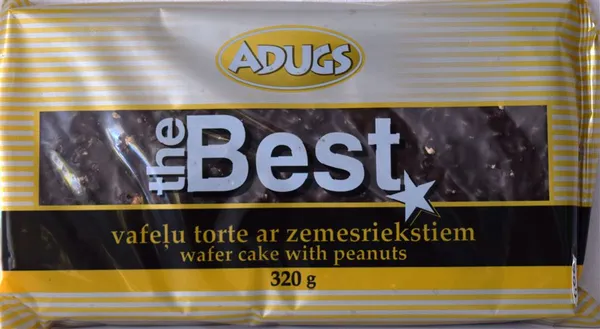 ADUGS
the Best
vafeļu torte ar zemesriekstiem
wafer cake with peanuts
320 g